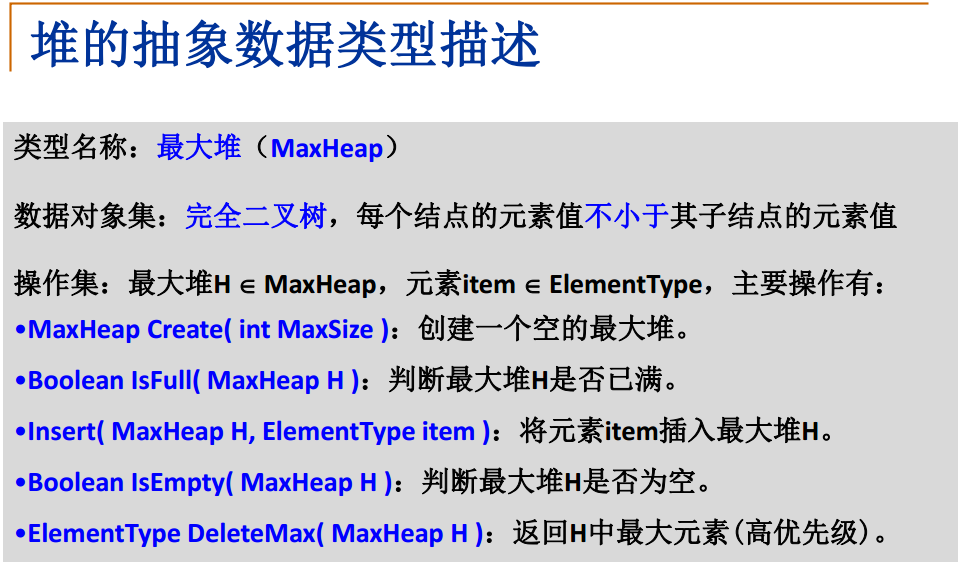 堆的抽象数据类型描述
类型名称：最大堆（MaxHeap）
数据对象集：完全二叉树，每个结点的元素值不小于其子结点的元素值
操作集：最大堆H ∈ MaxHeap，元素item ∈ ElementType，主要操作有：
•MaxHeap Create( int MaxSize )：创建一个空的最大堆。
•Boolean IsFull( MaxHeap H )：判断最大堆H是否已满。
•Insert( MaxHeap H, ElementType item )：将元素item插入最大堆H。
•Boolean IsEmpty( MaxHeap H )：判断最大堆H是否为空。
•ElementType DeleteMax( MaxHeap H )：返回H中最大元素(高优先级)。